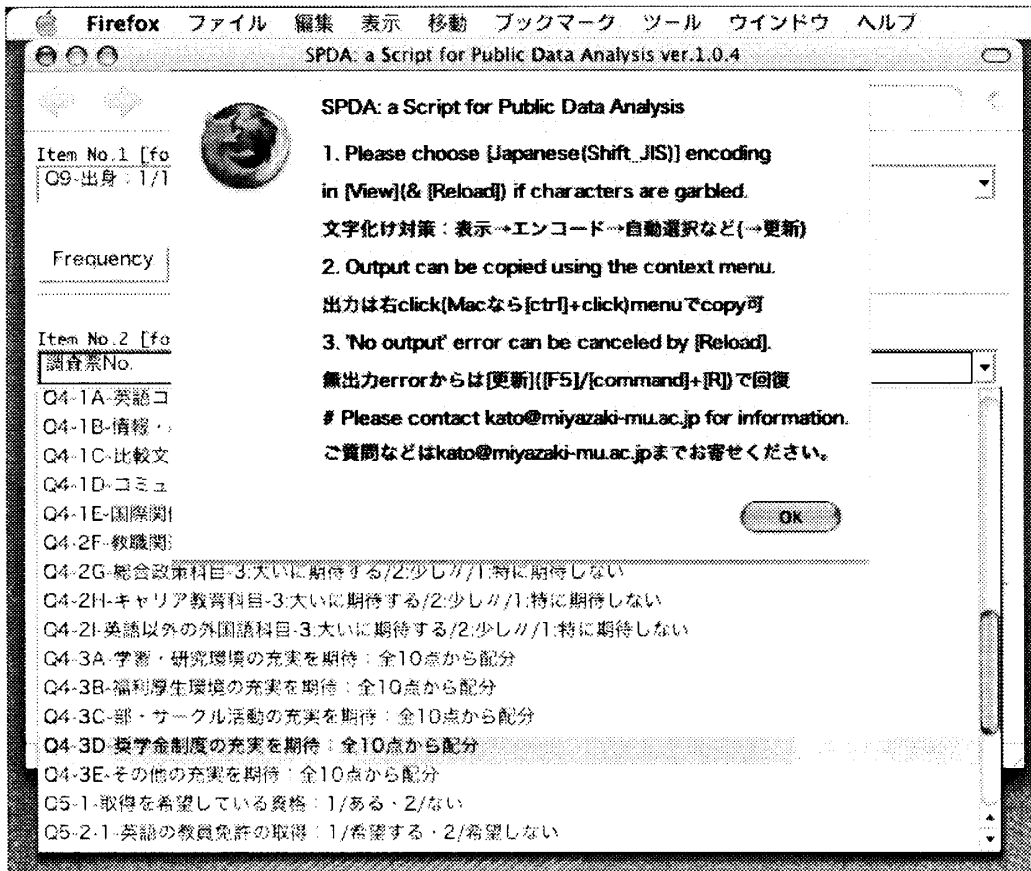 Firefox ファイル 編集 表示 移動 ブックマーク ツール ウインドウ ヘルプ
SPDA: a Script for Public Data Analysis ver.1.0.4
SPDA: a Script for Public Data Analysis
1. Please choose [Japanese(Shift_JIS)] encoding
in [View](& [Reload]) if characters are garbled.
文字化け対策：表示→エンコード→自動選択など(→更新)
2. Output can be copied using the context menu.
出力は右click(Macなら[ctrl]+click)menuでcopy可
3. 'No output' error can be canceled by [Reload].
無出力errorからは[更新]([F5]/[command]+[R])で回復
# Please contact kato@miyazaki-mu.ac.jp for information.
ご質問などはkato@miyazaki-mu.ac.jpまでお寄せください。
OK
Item No.1 [fo
Q9-出身：1/1
Frequency
Item No.2 [fo
調査票No.
Q4-1A-英語コ
Q4-1B-情報・
Q4-1C-比較文
Q4-1D-コミュ
Q4-1E-国際関
Q4-2F-教職関
Q4-2G-総合政策科目-3:大いに期待する/2:少し〃/1:特に期待しない
Q4-2H-キャリア教育科目-3:大いに期待する/2:少し〃/1:特に期待しない
Q4-2I-英語以外の外国語科目-3:大いに期待する/2:少し〃/1:特に期待しない
Q4-3A-学習・研究環境の充実を期待：全10点から配分
Q4-3B-福利厚生環境の充実を期待：全10点から配分
Q4-3C-部・サークル活動の充実を期待：全10点から配分
Q4-3D-奨学金制度の充実を期待：全10点から配分
Q4-3E-その他の充実を期待：全10点から配分
Q5-1-取得を希望している資格：1/ある・2/ない
Q5-2-1-英語の教員免許の取得：1/希望する・2/希望しない